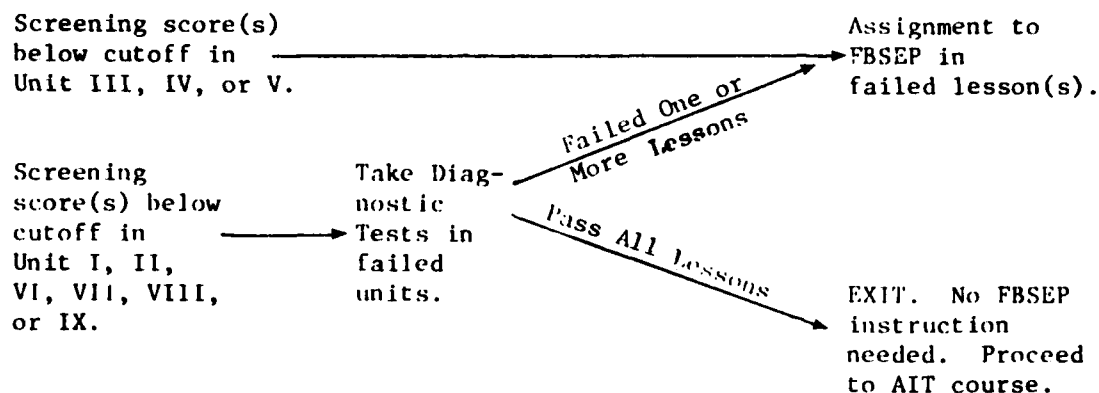 Screening score(s)
below cutoff in
Unit III, IV, or V.
Assignment to
FBSEP in
failed lesson(s).
Failed One or
More Lessons
Screening
score(s) below
cutoff in
Unit I, II,
VI, VII, VIII,
or IX.
Take Diag-
nostic
Tests in
failed
units.
Pass All Lessons
EXIT. No FBSEP
instruction
needed. Proceed
to AIT course.